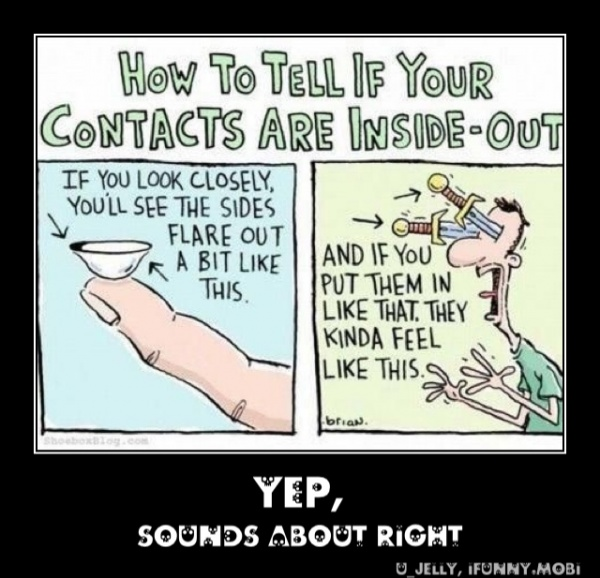 HOW TO TELL IF YOUR
CONTACTS ARE INSIDE-OUT
IF YOU LOOK CLOSELY,
YOU'LL SEE THE SIDES
FLARE OUT
A BIT LIKE
THIS.
AND IF YOU
PUT THEM IN
LIKE THAT, THEY
KINDA FEEL
LIKE THIS.
brian.
ShoeboxBlog.com
YEP,
SOUNDS ABOUT RIGHT
U_JELLY, iFUNNY.MOBi